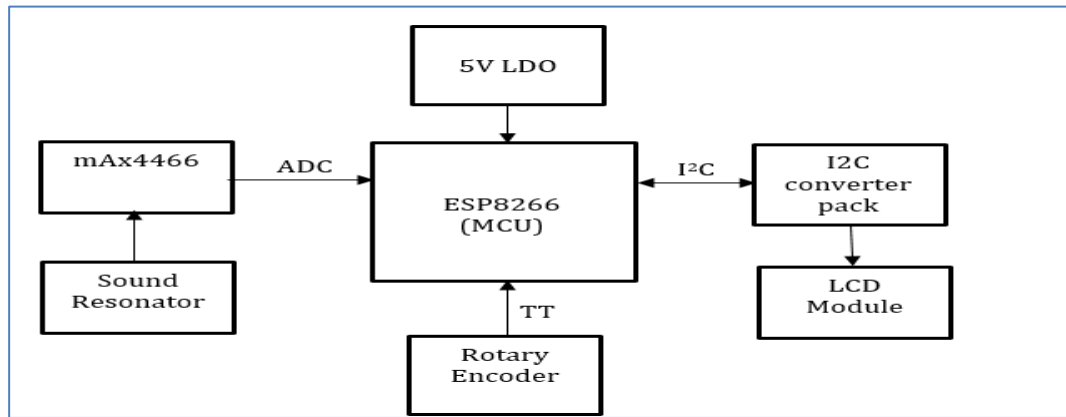 5V LDO
mAx4466
ADC
ESP8266
(MCU)
I²C
I2C
converter
pack
Sound
Resonator
TT
LCD
Module
Rotary
Encoder